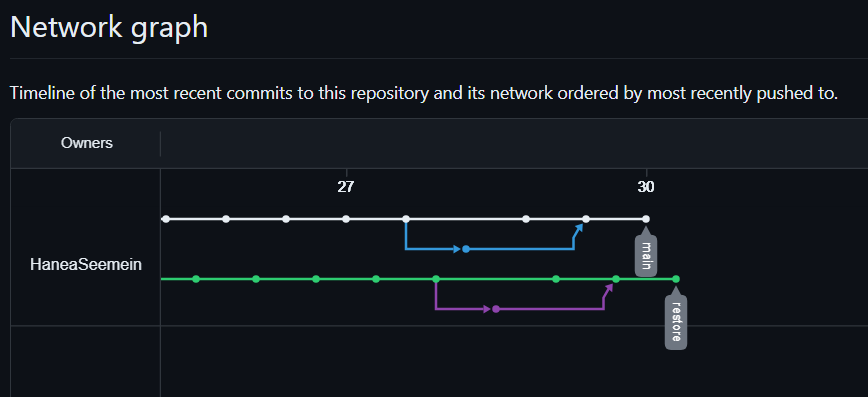 Network graph
Timeline of the most recent commits to this repository and its network ordered by most recently pushed to.
Owners
27 30
HaneaSeemein
main
restore